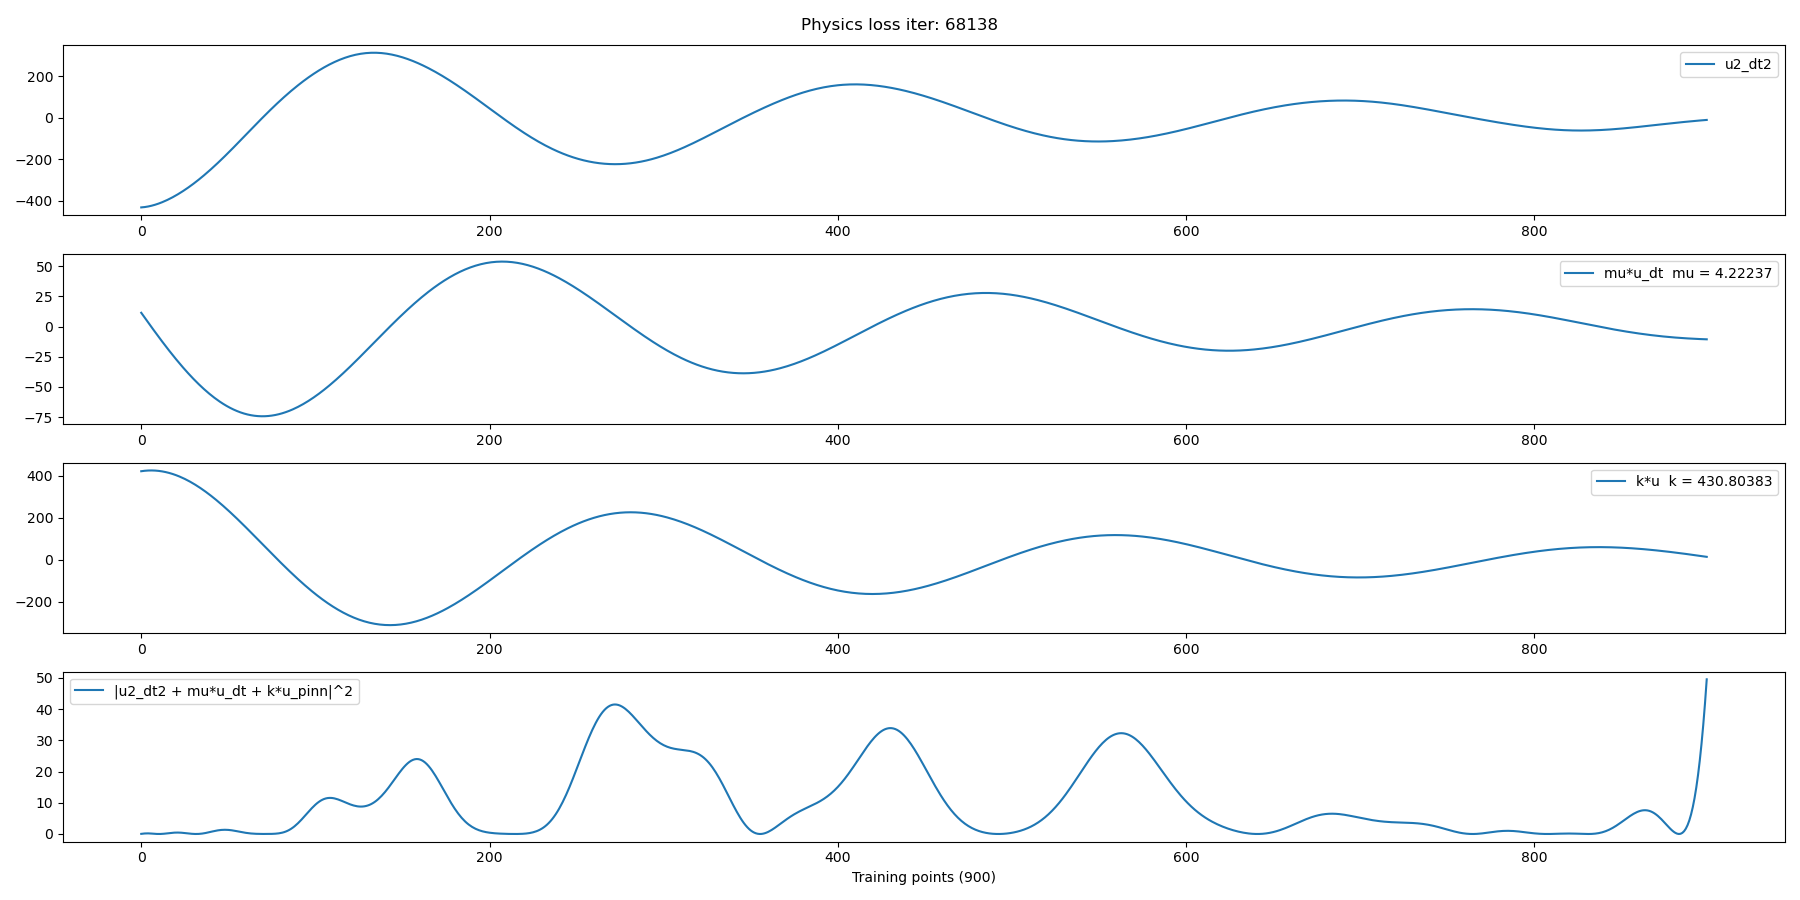 Physics loss iter: 68138
u2_dt2
200
0
−200
−400
0 200 400 600 800
mu*u_dt mu = 4.22237
50
25
0
−25
−50
−75
0 200 400 600 800
k*u k = 430.80383
400
200
0
−200
0 200 400 600 800
|u2_dt2 + mu*u_dt + k*u_pinn|^2
50
40
30
20
10
0
0 200 400 600 800
Training points (900)